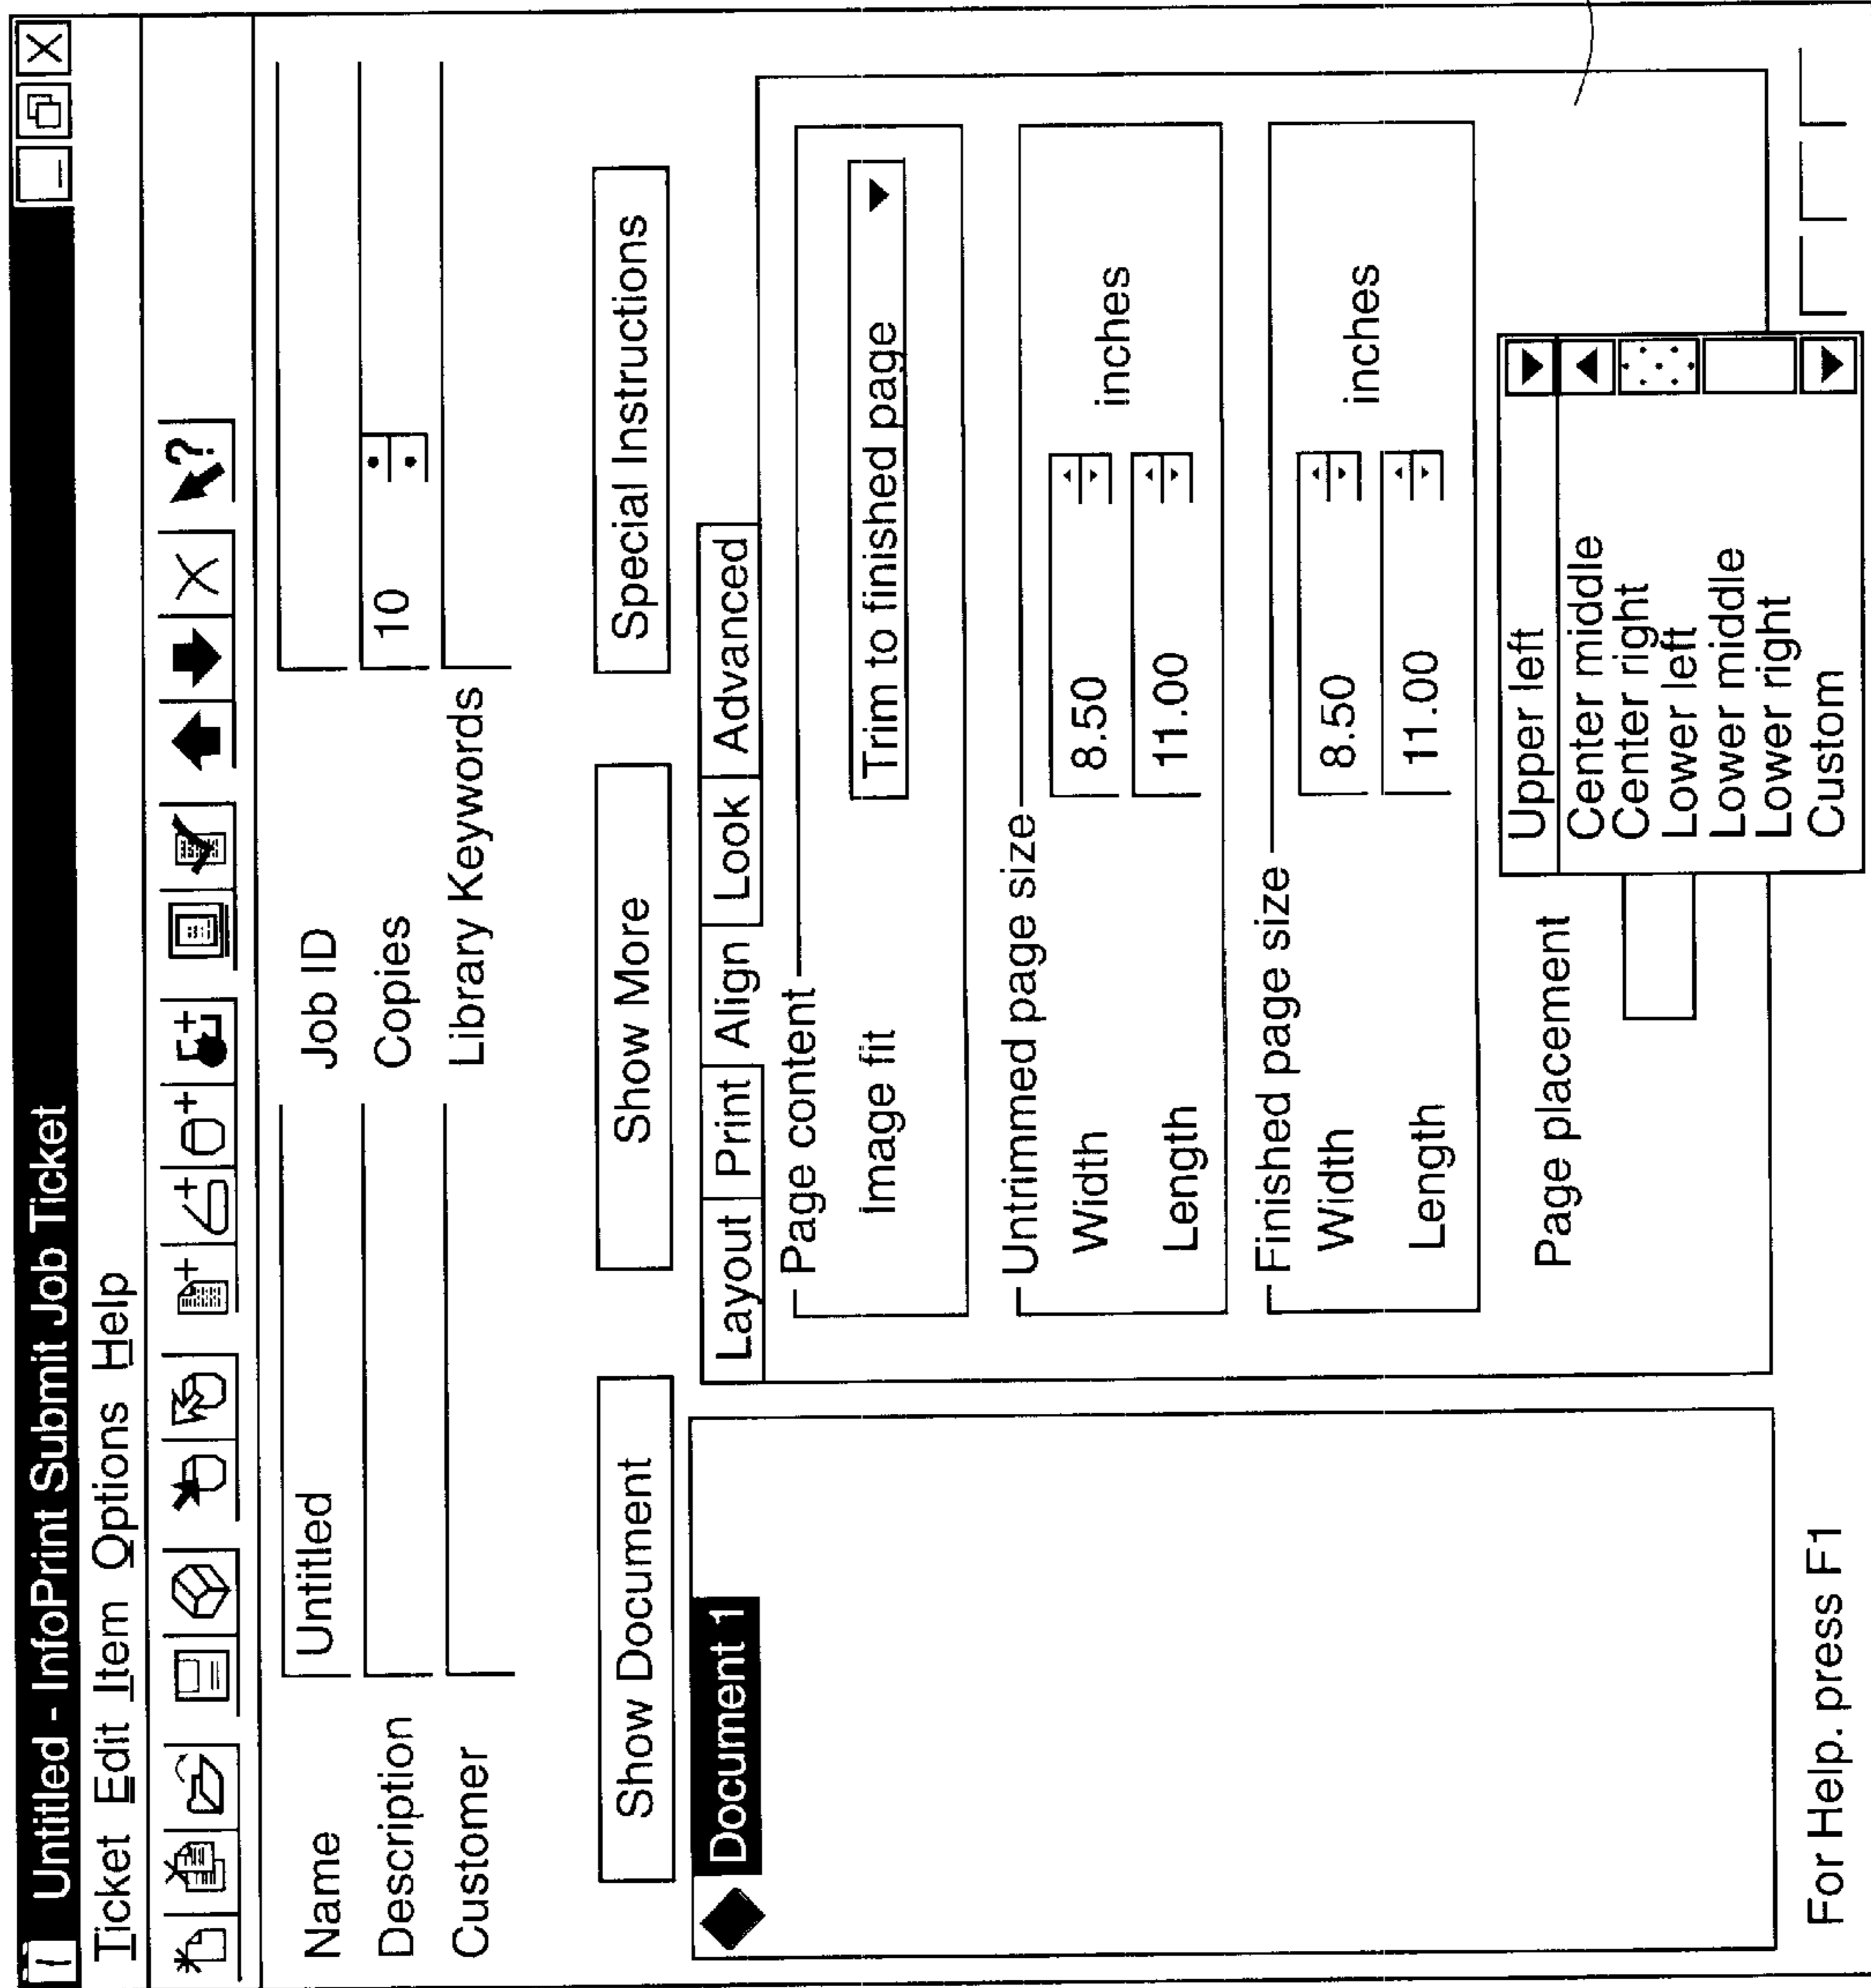 Untitled - InfoPrint Submit Job Ticket
Ticket Edit Item Options Help
Name Untitled Job ID
Description Copies 10
Customer Library Keywords
Show Document Show More Special Instructions
Document 1
Layout Print Align Look Advanced
Page content
Image fit Trim to finished page
Untrimmed page size
Width 8.50 inches
Length 11.00
Finished page size
Width 8.50 inches
Length 11.00
Page placement Upper left
Center middle
Center right
Lower left
Lower middle
Lower right
Custom
For Help. press F1